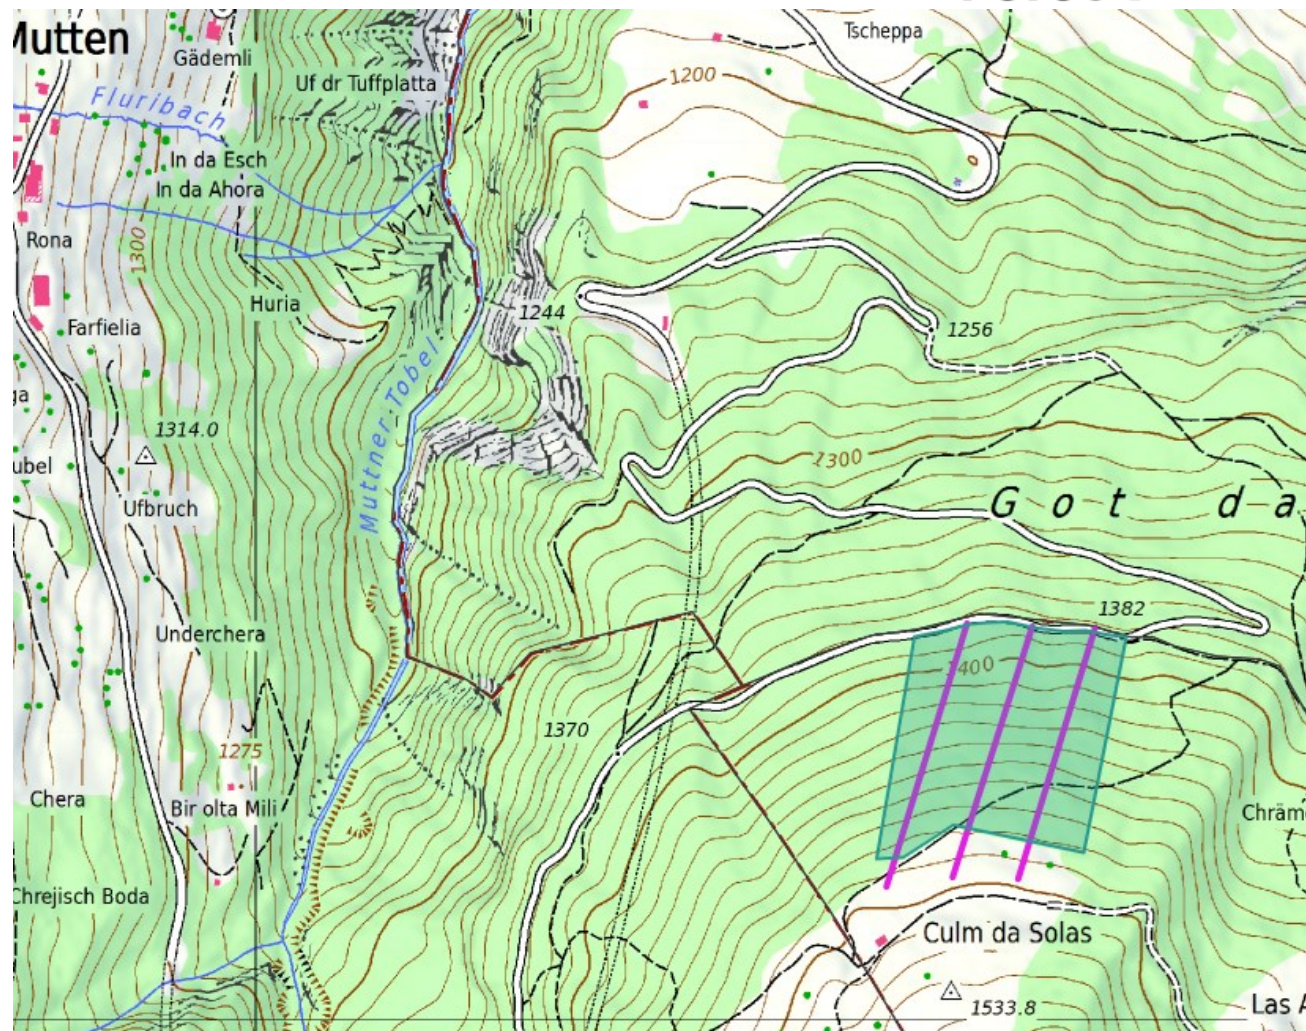 Mutten
Gädemli
Tscheppa
Uf dr Tuffplatta
1200
Fluribach
In da Esch
In da Ahora
Rona
1300
Huria
1244
Farfielia
1256
Muttner Tobel
1314.0
1300
Ufbruch
Got da
1382
Underchera
1400
1370
1275
Chera
Bir olta Mili
Chräm
Chrejisch Boda
Culm da Solas
1533.8
Las A